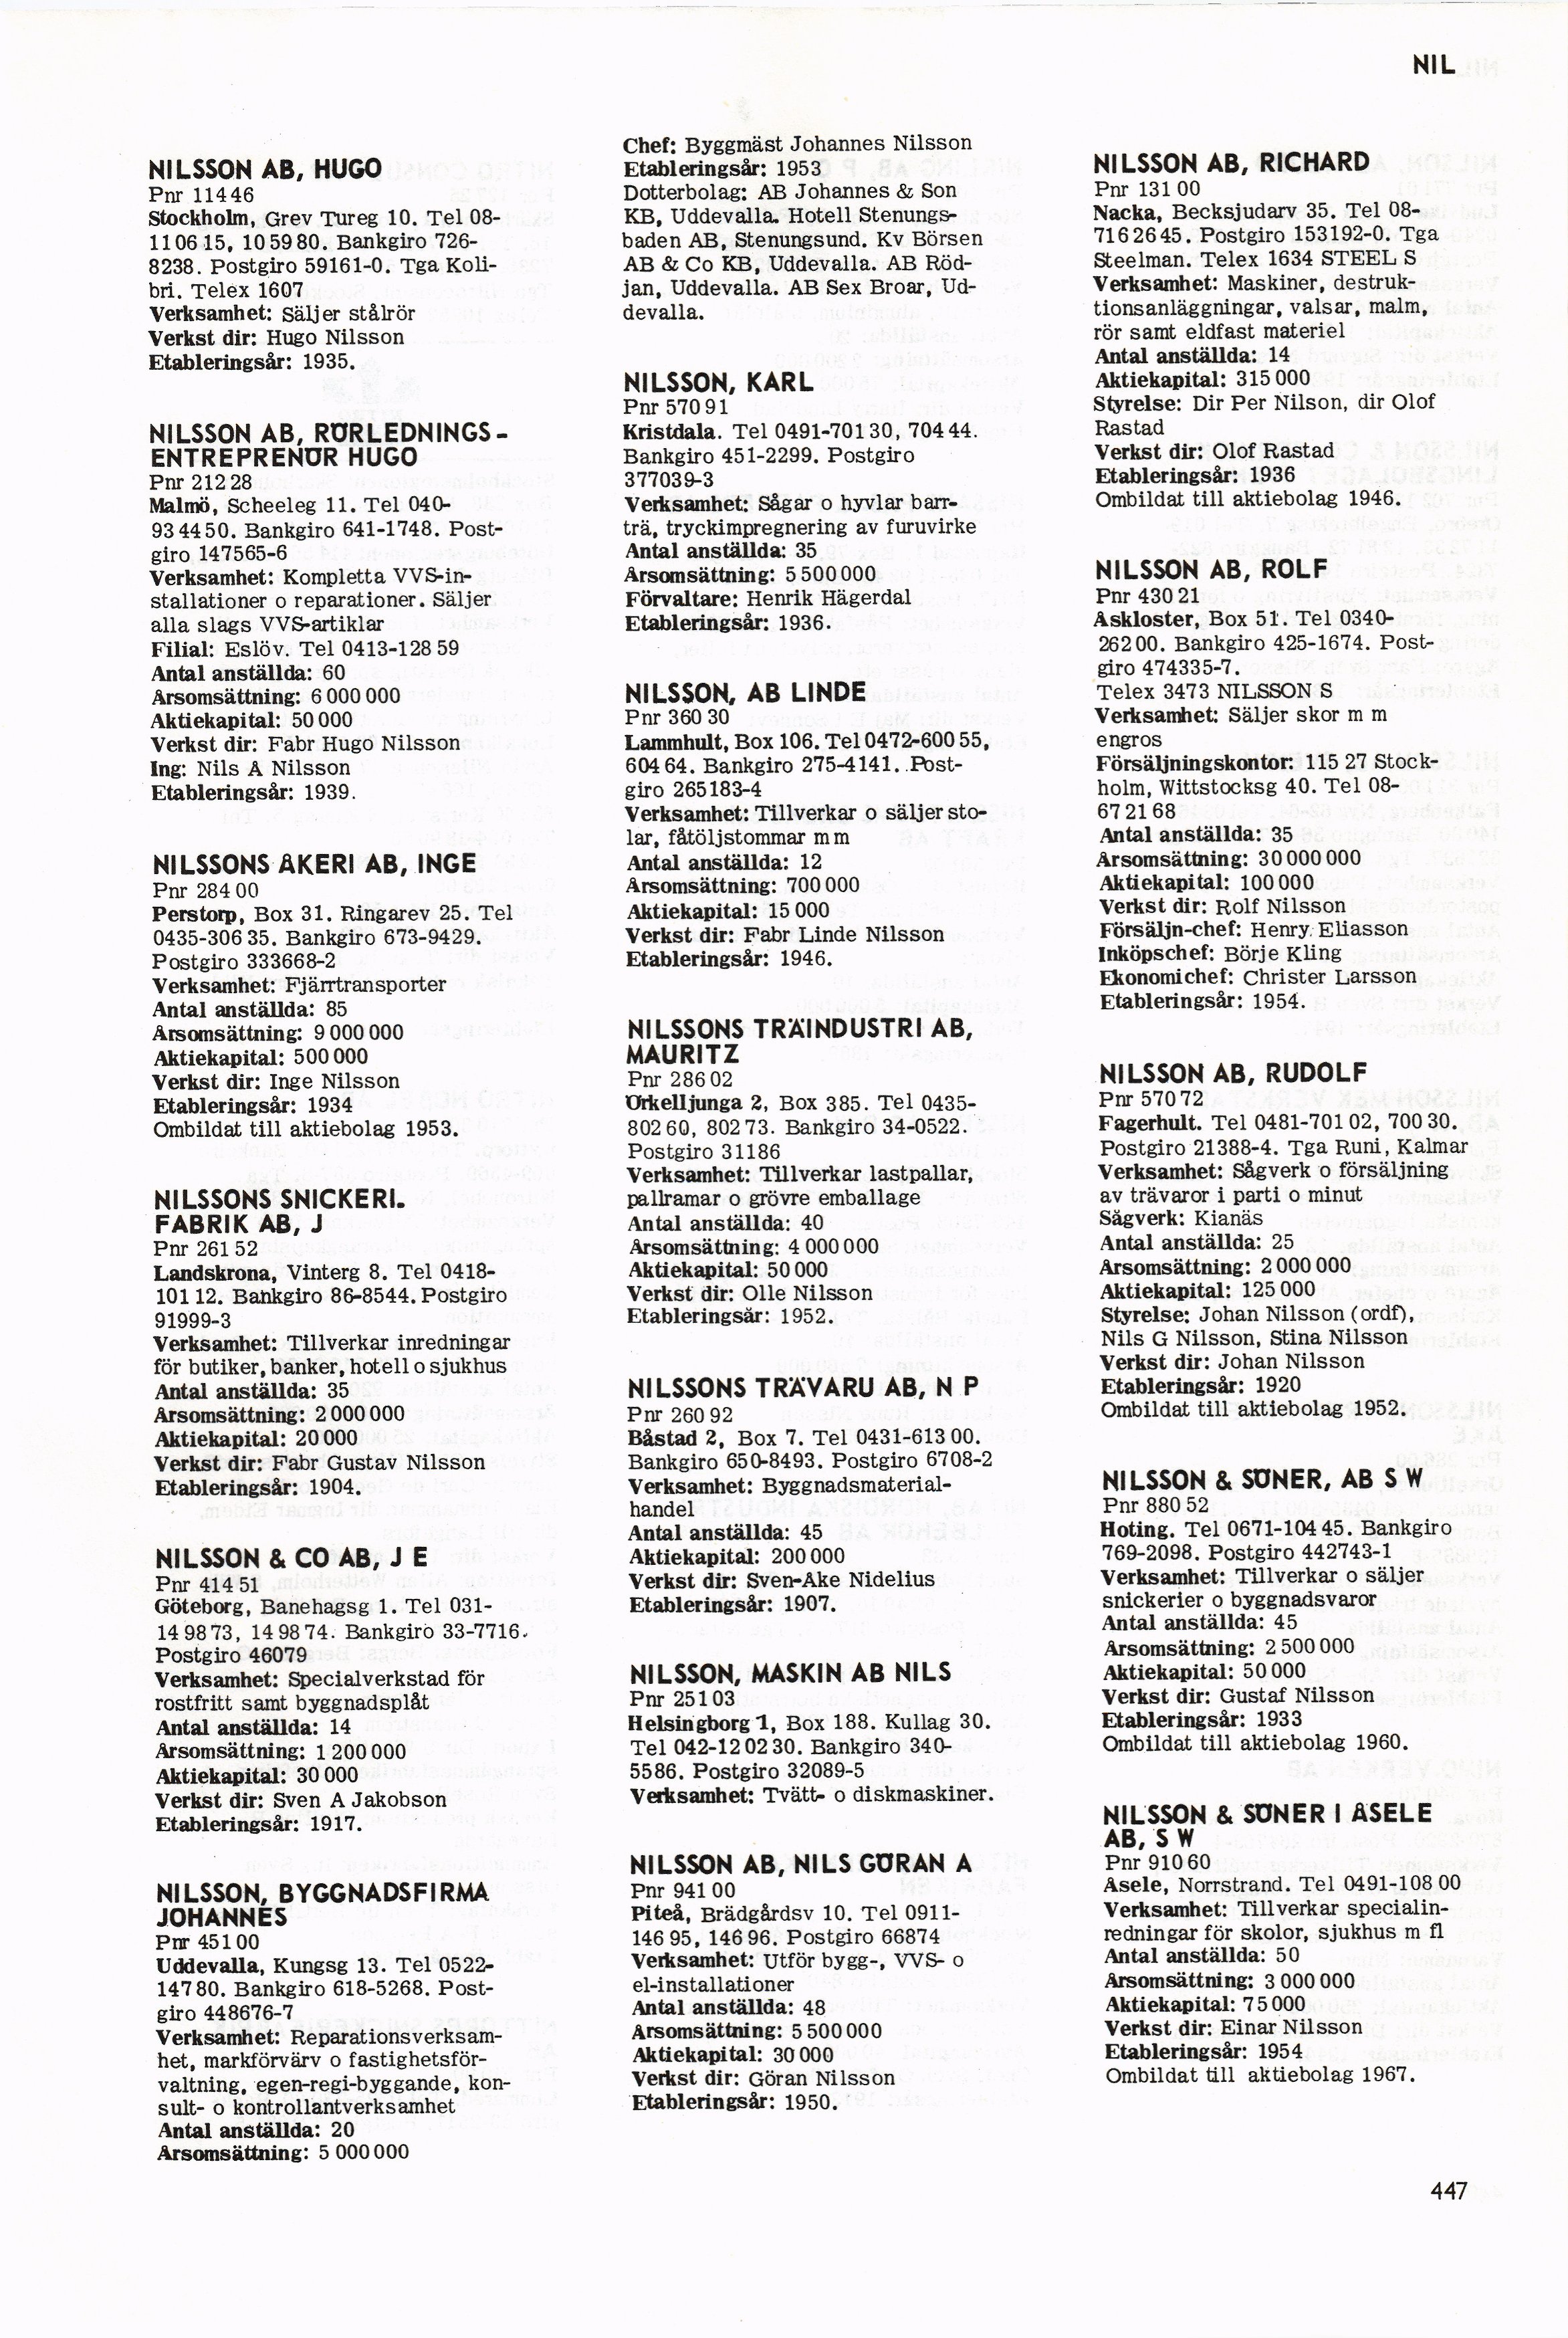 NIL
NILSSON AB, HUGO
Pnr 114 46
Stockholm, Grev Tureg 10. Tel 08-
11 06 15, 10 59 80. Bankgiro 726-
8238. Postgiro 59161-0. Tga Koli-
bri. Telex 1607
Verksamhet: Säljer stålrör
Verkst dir: Hugo Nilsson
Etableringsår: 1935.
NILSSON AB, RÖRLEDNINGS-
ENTREPRENÖR HUGO
Pnr 212 28
Malmö, Scheeleg 11. Tel 040-
93 44 50. Bankgiro 641-1748. Post-
giro 147565-6
Verksamhet: Kompletta VVS-in-
stallationer o reparationer. Säljer
alla slags VVS-artiklar
Filial: Eslöv. Tel 0413-128 59
Antal anställda: 60
Årsomsättning: 6 000 000
Aktiekapital: 50 000
Verkst dir: Fabr Hugo Nilsson
Ing: Nils A Nilsson
Etableringsår: 1939.
NILSSONS ÅKERI AB, INGE
Pnr 284 00
Perstorp, Box 31. Ringarev 25. Tel
0435-306 35. Bankgiro 673-9429.
Postgiro 333668-2
Verksamhet: Fjärrtransporter
Antal anställda: 85
Årsomsättning: 9 000 000
Aktiekapital: 500 000
Verkst dir: Inge Nilsson
Etableringsår: 1934
Ombildat till aktiebolag 1953.
NILSSONS SNICKERI.
FABRIK AB, J
Pnr 261 52
Landskrona, Vinterg 8. Tel 0418-
101 12. Bankgiro 86-8544. Postgiro
91999-3
Verksamhet: Tillverkar inredningar
för butiker, banker, hotell o sjukhus
Antal anställda: 35
Årsomsättning: 2 000 000
Aktiekapital: 20 000
Verkst dir: Fabr Gustav Nilsson
Etableringsår: 1904.
NILSSON & CO AB, J E
Pnr 414 51
Göteborg, Banehagsg 1. Tel 031-
14 98 73, 14 98 74. Bankgiro 33-7716.
Postgiro 46079
Verksamhet: Specialverkstad för
rostfritt samt byggnadsplåt
Antal anställda: 14
Årsomsättning: 1 200 000
Aktiekapital: 30 000
Verkst dir: Sven A Jakobson
Etableringsår: 1917.
NILSSON, BYGGNADSFIRMA
JOHANNES
Pnr 451 00
Uddevalla, Kungsg 13. Tel 0522-
147 80. Bankgiro 618-5268. Post-
giro 448676-7
Verksamhet: Reparationsverksam-
het, markförvärv o fastighetsför-
valtning, egen-regi-byggande, kon-
sult- o kontrollantverksamhet
Antal anställda: 20
Årsomsättning: 5 000 000
Chef: Byggmäst Johannes Nilsson
Etableringsår: 1953
Dotterbolag: AB Johannes & Son
KB, Uddevalla. Hotell Stenungs-
baden AB, Stenungsund. Kv Börsen
AB & Co KB, Uddevalla. AB Röd-
jan, Uddevalla. AB Sex Broar, Ud-
devalla.
NILSSON, KARL
Pnr 570 91
Kristdala. Tel 0491-701 30, 704 44.
Bankgiro 451-2299. Postgiro
377039-3
Verksamhet: Sågar o hyvlar barr-
trä, tryckimpregnering av furuvirke
Antal anställda: 35
Årsomsättning: 5 500 000
Förvaltare: Henrik Hägerdal
Etableringsår: 1936.
NILSSON, AB LINDE
Pnr 360 30
Lammhult, Box 106. Tel 0472-600 55,
604 64. Bankgiro 275-4141. Post-
giro 265183-4
Verksamhet: Tillverkar o säljer sto-
lar, fåtöljstommar m m
Antal anställda: 12
Årsomsättning: 700 000
Aktiekapital: 15 000
Verkst dir: Fabr Linde Nilsson
Etableringsår: 1946.
NILSSONS TRÄINDUSTRI AB,
MAURITZ
Pnr 286 02
Örkelljunga 2, Box 385. Tel 0435-
802 60, 802 73. Bankgiro 34-0522.
Postgiro 31186
Verksamhet: Tillverkar lastpallar,
pallramar o grövre emballage
Antal anställda: 40
Årsomsättning: 4 000 000
Aktiekapital: 50 000
Verkst dir: Olle Nilsson
Etableringsår: 1952.
NILSSONS TRÄVARU AB, N P
Pnr 260 92
Båstad 2, Box 7. Tel 0431-613 00.
Bankgiro 650-8493. Postgiro 6708-2
Verksamhet: Byggnadsmaterial-
handel
Antal anställda: 45
Aktiekapital: 200 000
Verkst dir: Sven-Åke Nidelius
Etableringsår: 1907.
NILSSON, MASKIN AB NILS
Pnr 251 03
Helsingborg 1, Box 188. Kullag 30.
Tel 042-12 02 30. Bankgiro 340-
5586. Postgiro 32089-5
Verksamhet: Tvätt- o diskmaskiner.
NILSSON AB, NILS GÖRAN A
Pnr 941 00
Piteå, Brädgårdsv 10. Tel 0911-
146 95, 146 96. Postgiro 66874
Verksamhet: Utför bygg-, VVS- o
el-installationer
Antal anställda: 48
Årsomsättning: 5 500 000
Aktiekapital: 30 000
Verkst dir: Göran Nilsson
Etableringsår: 1950.
NILSSON AB, RICHARD
Pnr 131 00
Nacka, Becksjudarv 35. Tel 08-
716 26 45. Postgiro 153192-0. Tga
Steelman. Telex 1634 STEEL S
Verksamhet: Maskiner, destruk-
tionsanläggningar, valsar, malm,
rör samt eldfast materiel
Antal anställda: 14
Aktiekapital: 315 000
Styrelse: Dir Per Nilson, dir Olof
Rastad
Verkst dir: Olof Rastad
Etableringsår: 1936
Ombildat till aktiebolag 1946.
NILSSON AB, ROLF
Pnr 430 21
Åskloster, Box 51. Tel 0340-
262 00. Bankgiro 425-1674. Post-
giro 474335-7.
Telex 3473 NILSSON S
Verksamhet: Säljer skor m m
engros
Försäljningskontor: 115 27 Stock-
holm, Wittstocksg 40. Tel 08-
67 21 68
Antal anställda: 35
Årsomsättning: 30 000 000
Aktiekapital: 100 000
Verkst dir: Rolf Nilsson
Försäljn-chef: Henry Eliasson
Inköpschef: Börje Kling
Ekonomichef: Christer Larsson
Etableringsår: 1954.
NILSSON AB, RUDOLF
Pnr 570 72
Fagerhult. Tel 0481-701 02, 700 30.
Postgiro 21388-4. Tga Runi, Kalmar
Verksamhet: Sågverk o försäljning
av trävaror i parti o minut
Sågverk: Kianäs
Antal anställda: 25
Årsomsättning: 2 000 000
Aktiekapital: 125 000
Styrelse: Johan Nilsson (ordf),
Nils G Nilsson, Stina Nilsson
Verkst dir: Johan Nilsson
Etableringsår: 1920
Ombildat till aktiebolag 1952.
NILSSON & SÖNER, AB S W
Pnr 880 52
Hoting. Tel 0671-104 45. Bankgiro
769-2098. Postgiro 442743-1
Verksamhet: Tillverkar o säljer
snickerier o byggnadsvaror
Antal anställda: 45
Årsomsättning: 2 500 000
Aktiekapital: 50 000
Verkst dir: Gustaf Nilsson
Etableringsår: 1933
Ombildat till aktiebolag 1960.
NILSSON & SÖNER I ÅSELE
AB, S W
Pnr 910 60
Åsele, Norrstrand. Tel 0491-108 00
Verksamhet: Tillverkar specialin-
redningar för skolor, sjukhus m fl
Antal anställda: 50
Årsomsättning: 3 000 000
Aktiekapital: 75 000
Verkst dir: Einar Nilsson
Etableringsår: 1954
Ombildat till aktiebolag 1967.
447